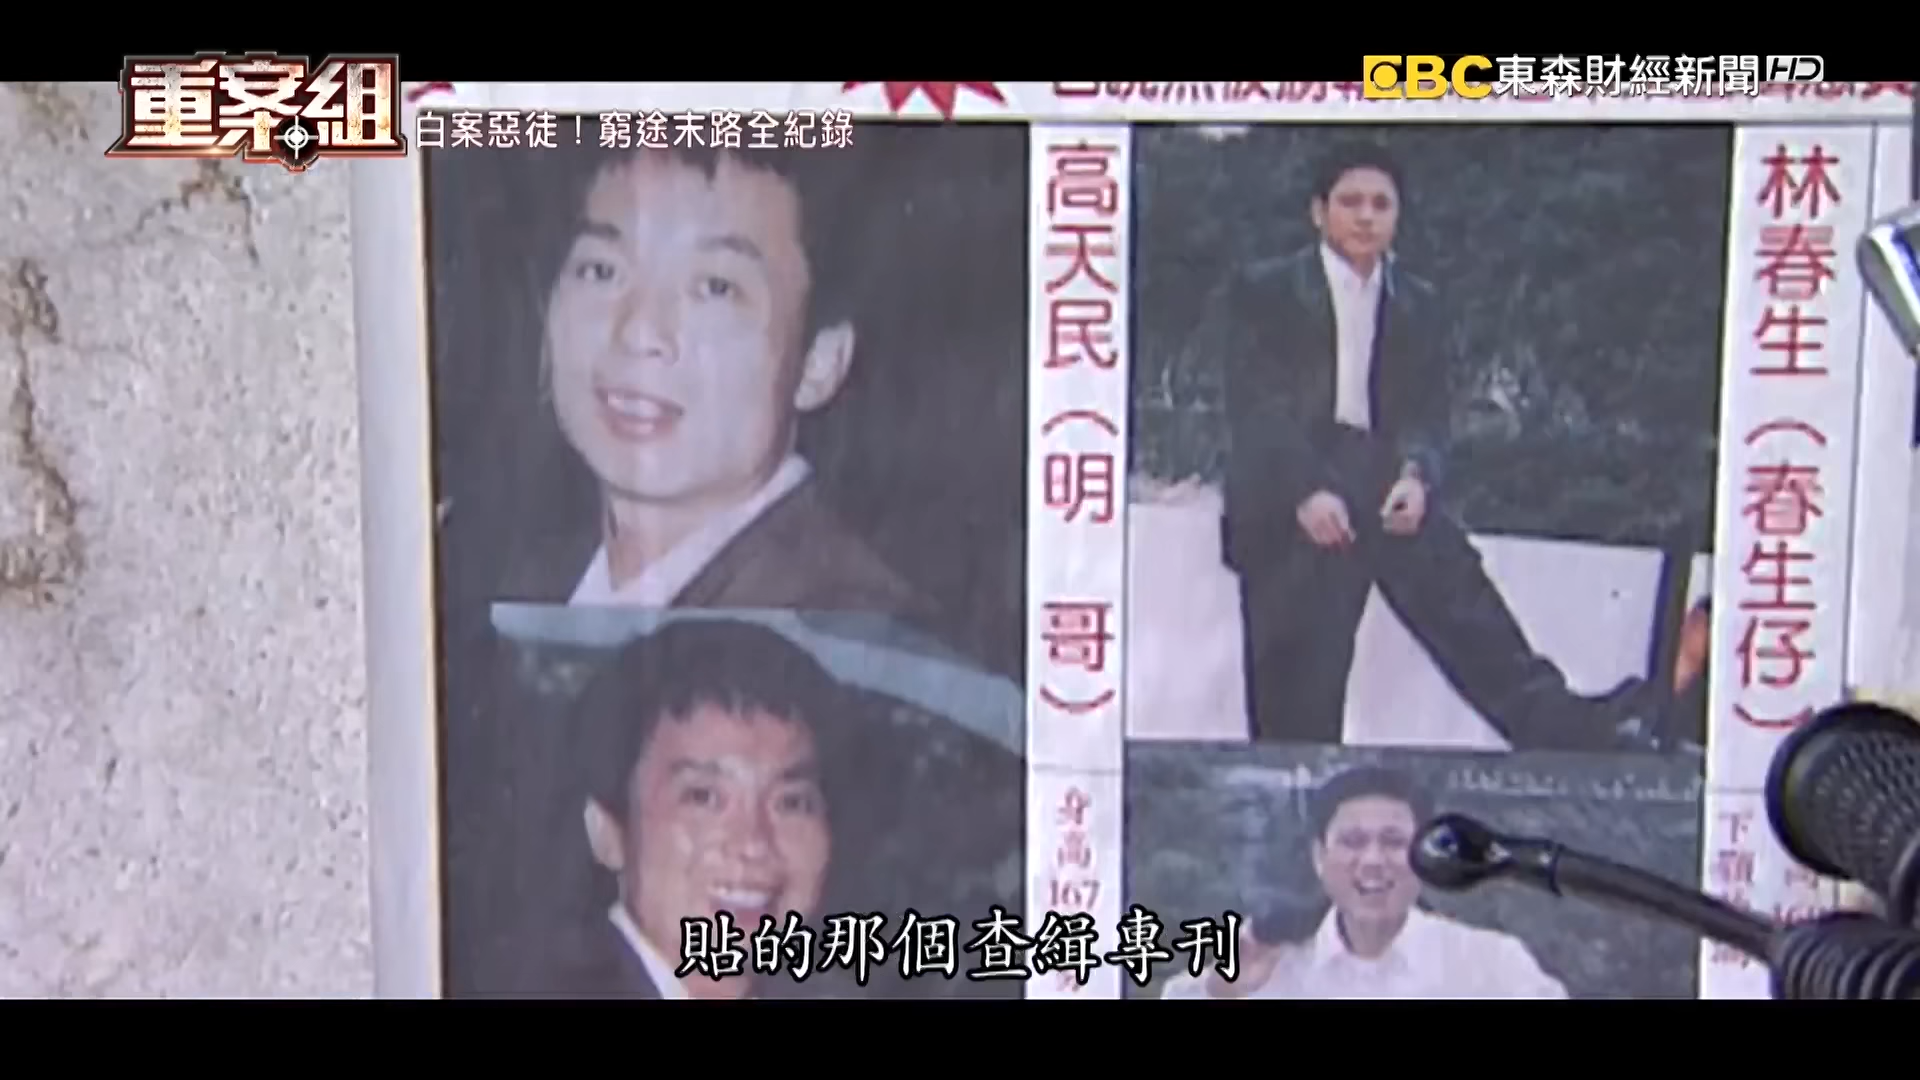 重案組
白案惡徒！窮途末路全紀錄
EBC東森財經新聞HD
高天民（明哥）
身高167
林春生（春生仔）
貼的那個查緝專刊